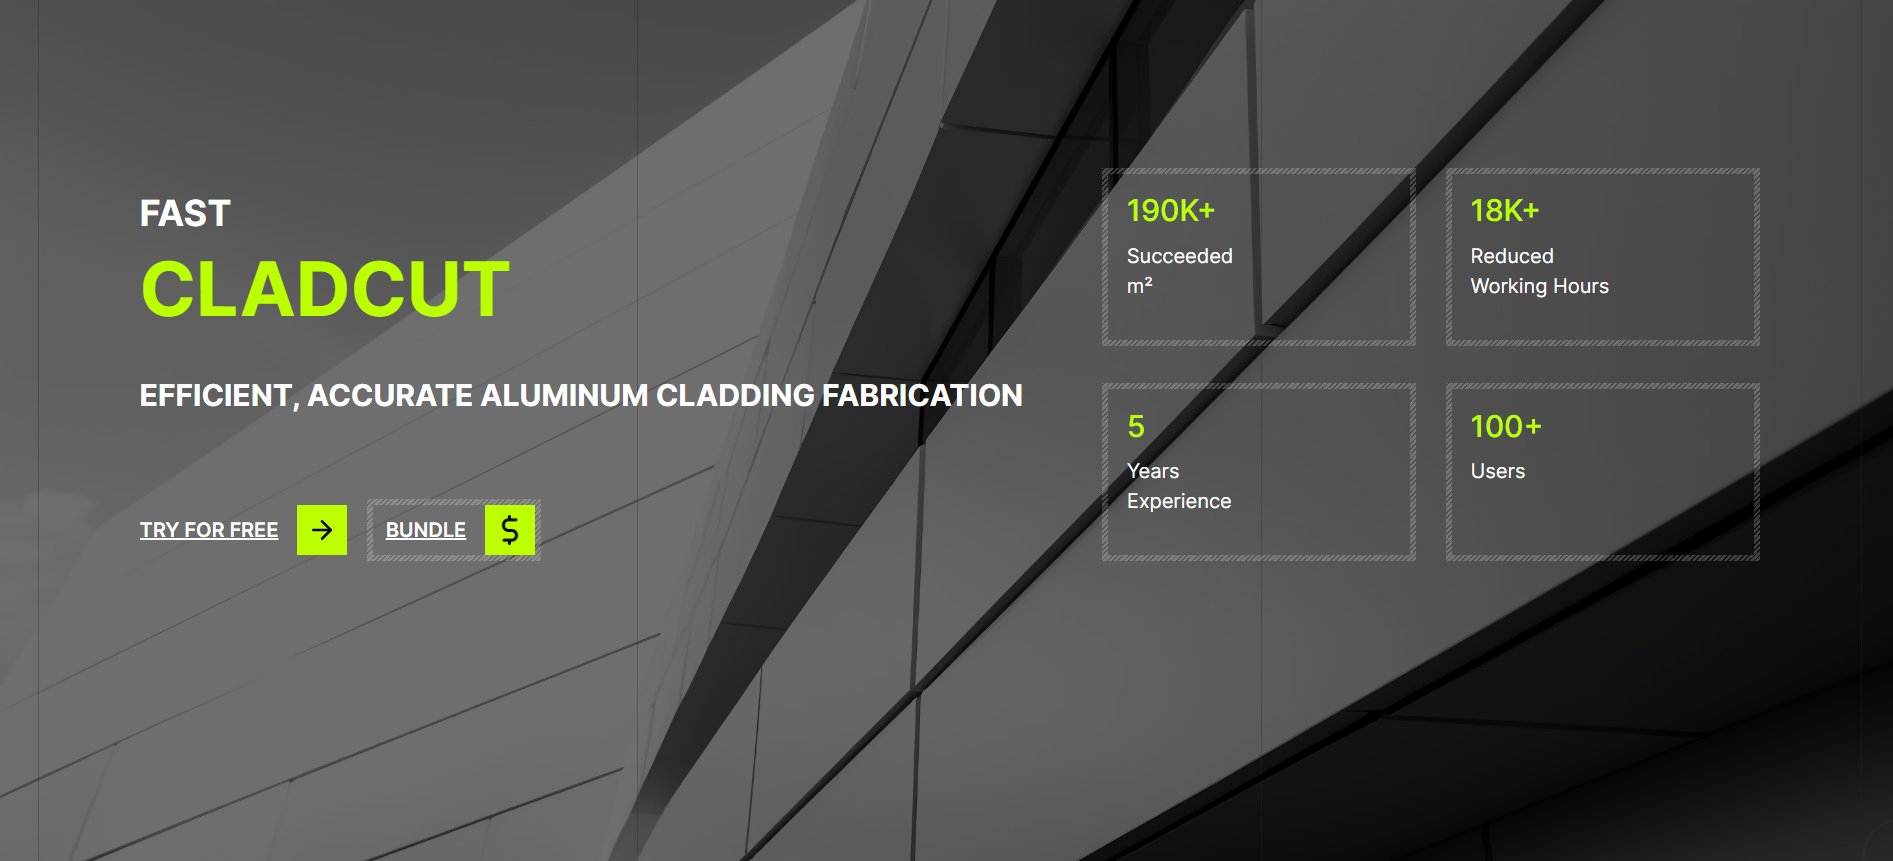 FAST
CLADCUT
EFFICIENT, ACCURATE ALUMINUM CLADDING FABRICATION
TRY FOR FREE
BUNDLE
$
190K+
Succeeded
m²
18K+
Reduced
Working Hours
5
Years
Experience
100+
Users